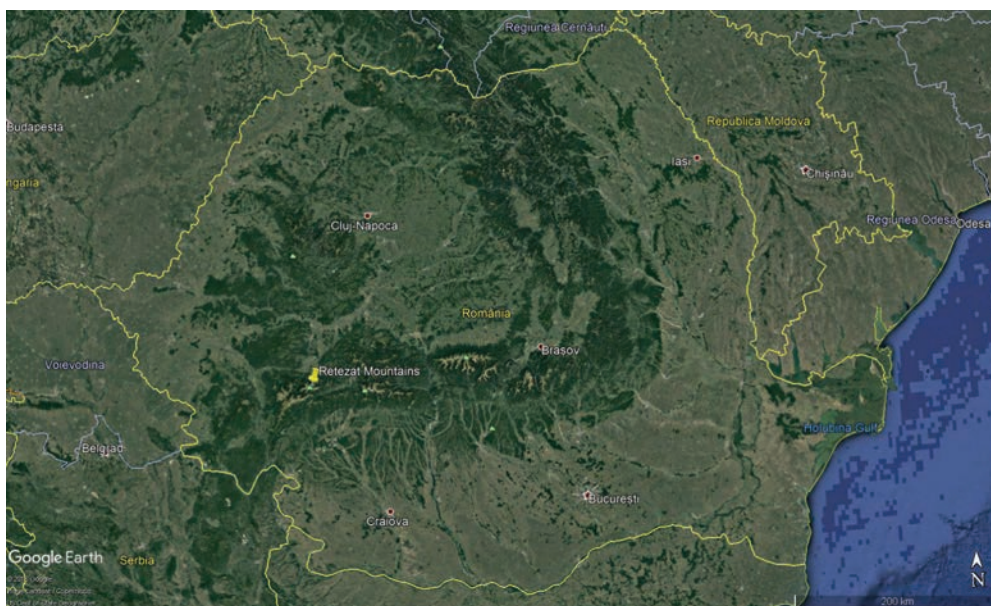 Regiunea Cernăuți
Budapesta
Republica Moldova
Iași
Chișinău
ngaria
Regiunea Odesa
Odesa
Cluj-Napoca
România
Brașov
Voievodina
Retezat Mountains
Holubina Gulf
Belgrad
București
Craiova
Google Earth
Serbia
N
200 km